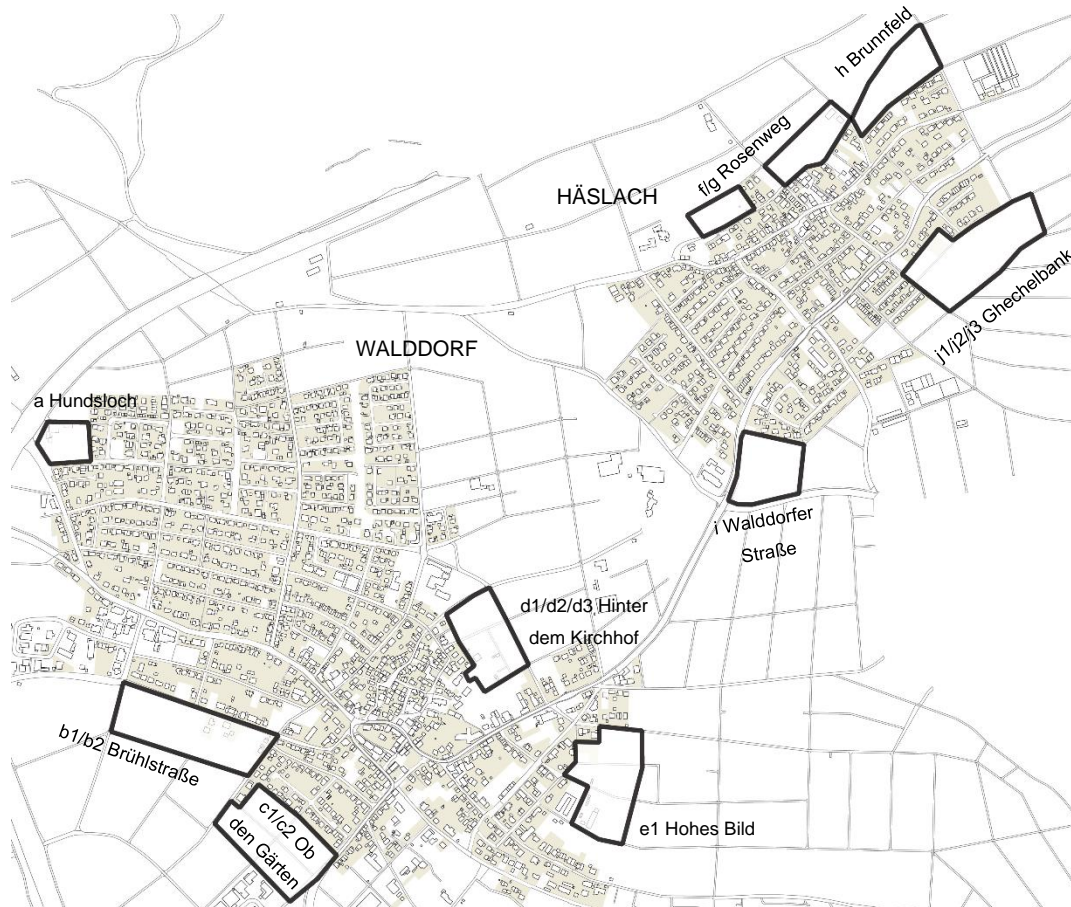 h Brunnfeld
f/g Rosenweg
HÄSLACH
j1/j2/j3 Ghechelbank
WALDDORF
a Hundsloch
i Walddorfer
Straße
d1/d2/d3 Hinter
dem Kirchhof
b1/b2 Brühlstraße
c1/c2 Ob
den Gärten
e1 Hohes Bild